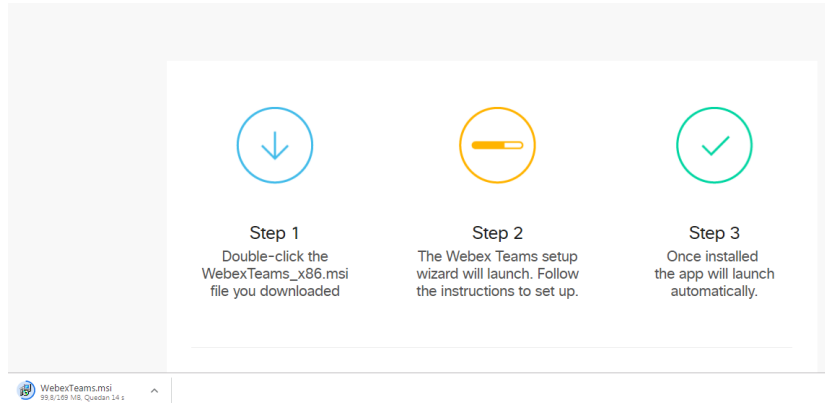 Step 1
Double-click the
WebexTeams_x86.msi
file you downloaded
Step 2
The Webex Teams setup
wizard will launch. Follow
the instructions to set up.
Step 3
Once installed
the app will launch
automatically.
WebexTeams.msi
99,8/169 MB, Quedan 14 s